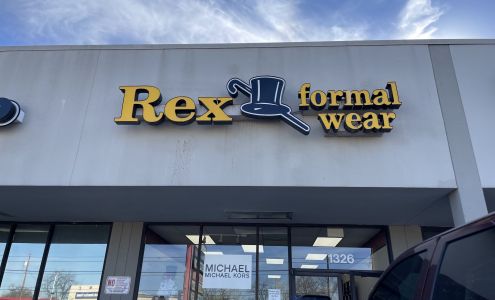 Rex formal
wear
MICHAEL
MICHAEL KORS
1326